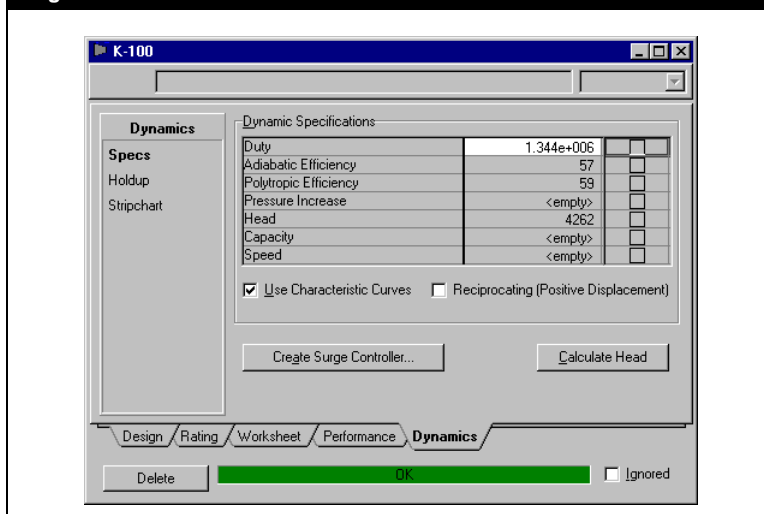 K-100
Dynamics
Specs
Holdup
Stripchart
Dynamic Specifications
Duty 1.344e+006
Adiabatic Efficiency 57
Polytropic Efficiency 59
Pressure Increase <empty>
Head 4262
Capacity <empty>
Speed <empty>
Use Characteristic Curves Reciprocating (Positive Displacement)
Create Surge Controller... Calculate Head
Design Rating Worksheet Performance Dynamics
Delete OK Ignored